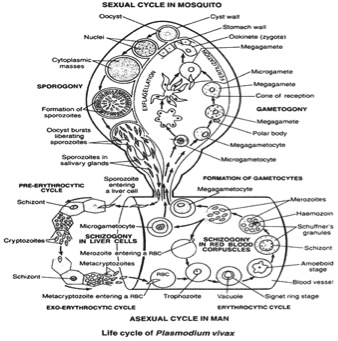 SEXUAL CYCLE IN MOSQUITO
Oocyst
Cyst wall
Stomach wall
Nuclei
Ookinete (zygote)
Megagamete
Cytoplasmic
masses
Microgamete
SPOROGONY
Megagamete
Cone of reception
EXFLAGELLATION
FERTILIZATION
GAMETOGONY
Formation of
sporozoites
Megagamete
Polar body
Oocyst bursts
liberating
sporozoites
Megagametocyte
Microgametocyte
Sporozoites in
salivary glands
Sporozoite
entering
a liver cell
FORMATION OF GAMETOCYTES
PRE-ERYTHROCYTIC
CYCLE
Megagametocyte
Schizont
Merozoites
Haemozoin
Microgametocyte
Schuffner's
granules
SCHIZOGONY
IN LIVER CELLS
SCHIZOGONY
IN RED BLOOD
CORPUSCLES
Cryptozoites
Schizont
Merozoite entering a RBC
Metacryptozoites
Amoeboid
stage
Schizont
RBC
Blood vessel
Metacryptozoite entering a RBC
Trophozoite
Vacuole
Signet ring stage
EXO-ERYTHROCYTIC CYCLE
ERYTHROCYTIC CYCLE
ASEXUAL CYCLE IN MAN
Life cycle of Plasmodium vivax